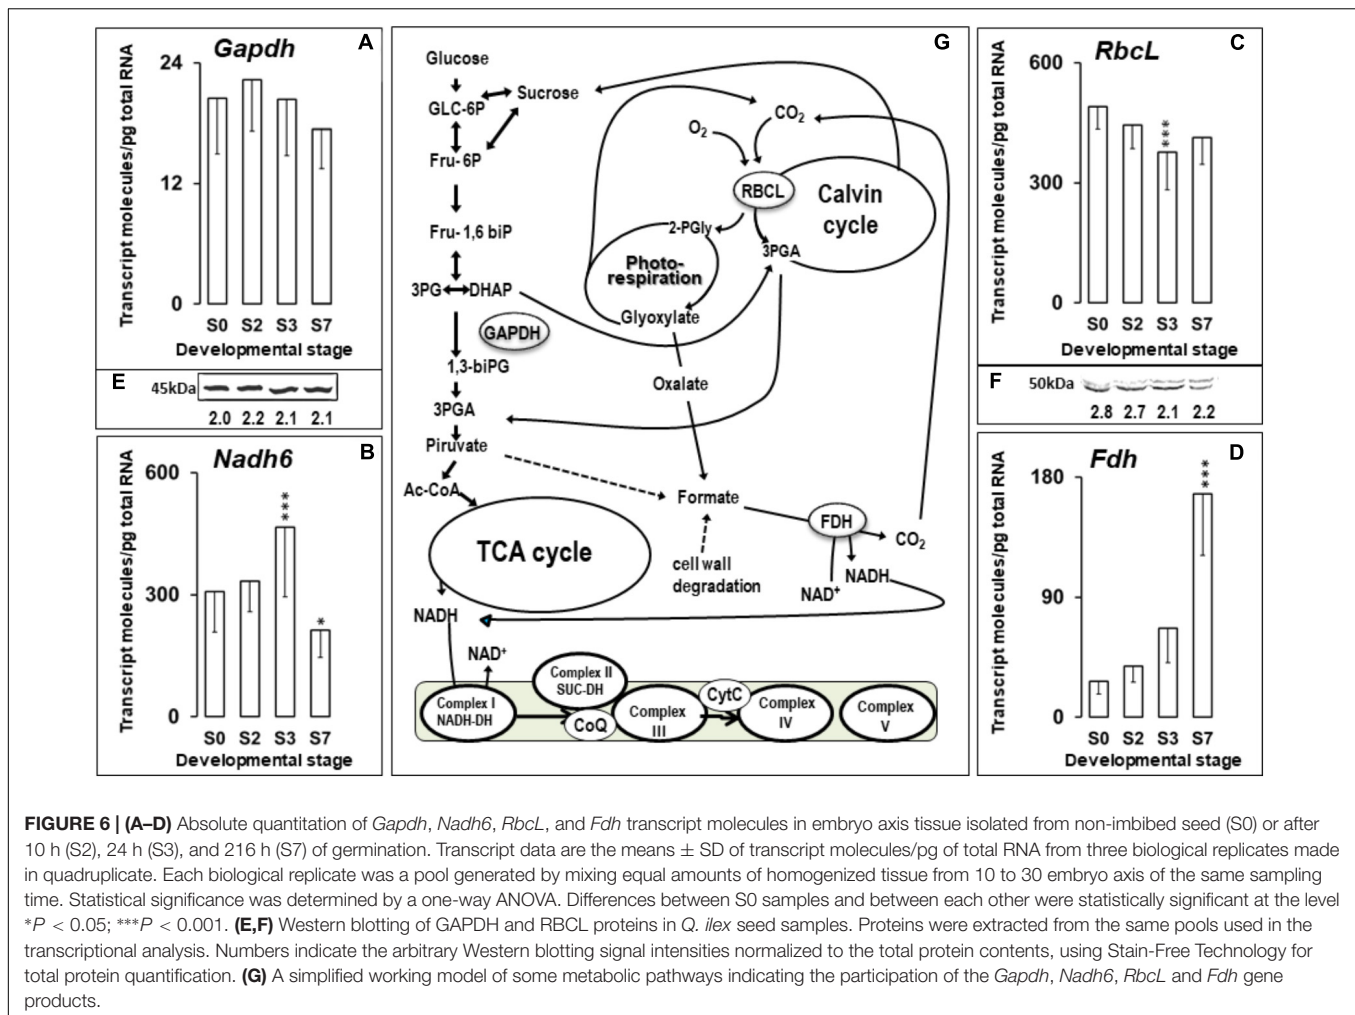 A
Gapdh
Transcript molecules/pg total RNA
24
12
0
S0 S2 S3 S7
Developmental stage
E
45kDa
2.0 2.2 2.1 2.1
B
Nadh6
Transcript molecules/pg total RNA
600
300
0
***
*
S0 S2 S3 S7
Developmental stage
G
Glucose
GLC-6P
Sucrose
Fru-6P
Fru-1,6 biP
3PG
DHAP
GAPDH
1,3-biPG
3PGA
Piruvate
Ac-CoA
TCA cycle
NADH
NAD+
O2
CO2
RBCL
Calvin
cycle
2-PGly
3PGA
Photo-
respiration
Glyoxylate
Oxalate
Formate
cell wall
degradation
FDH
CO2
NADH
NAD+
Complex I
NADH-DH
Complex II
SUC-DH
CoQ
Complex
III
CytC
Complex
IV
Complex
V
C
RbcL
Transcript molecules/pg total RNA
600
300
0
***
S0 S2 S3 S7
Developmental stage
F
50kDa
2.8 2.7 2.1 2.2
D
Fdh
Transcript molecules/pg total RNA
180
90
0
***
S0 S2 S3 S7
Developmental stage
FIGURE 6 | (A–D) Absolute quantitation of Gapdh, Nadh6, RbcL, and Fdh transcript molecules in embryo axis tissue isolated from non-imbibed seed (S0) or after
10 h (S2), 24 h (S3), and 216 h (S7) of germination. Transcript data are the means ± SD of transcript molecules/pg of total RNA from three biological replicates made
in quadruplicate. Each biological replicate was a pool generated by mixing equal amounts of homogenized tissue from 10 to 30 embryo axis of the same sampling
time. Statistical significance was determined by a one-way ANOVA. Differences between S0 samples and between each other were statistically significant at the level
*P < 0.05; ***P < 0.001. (E,F) Western blotting of GAPDH and RBCL proteins in Q. ilex seed samples. Proteins were extracted from the same pools used in the
transcriptional analysis. Numbers indicate the arbitrary Western blotting signal intensities normalized to the total protein contents, using Stain-Free Technology for
total protein quantification. (G) A simplified working model of some metabolic pathways indicating the participation of the Gapdh, Nadh6, RbcL and Fdh gene
products.